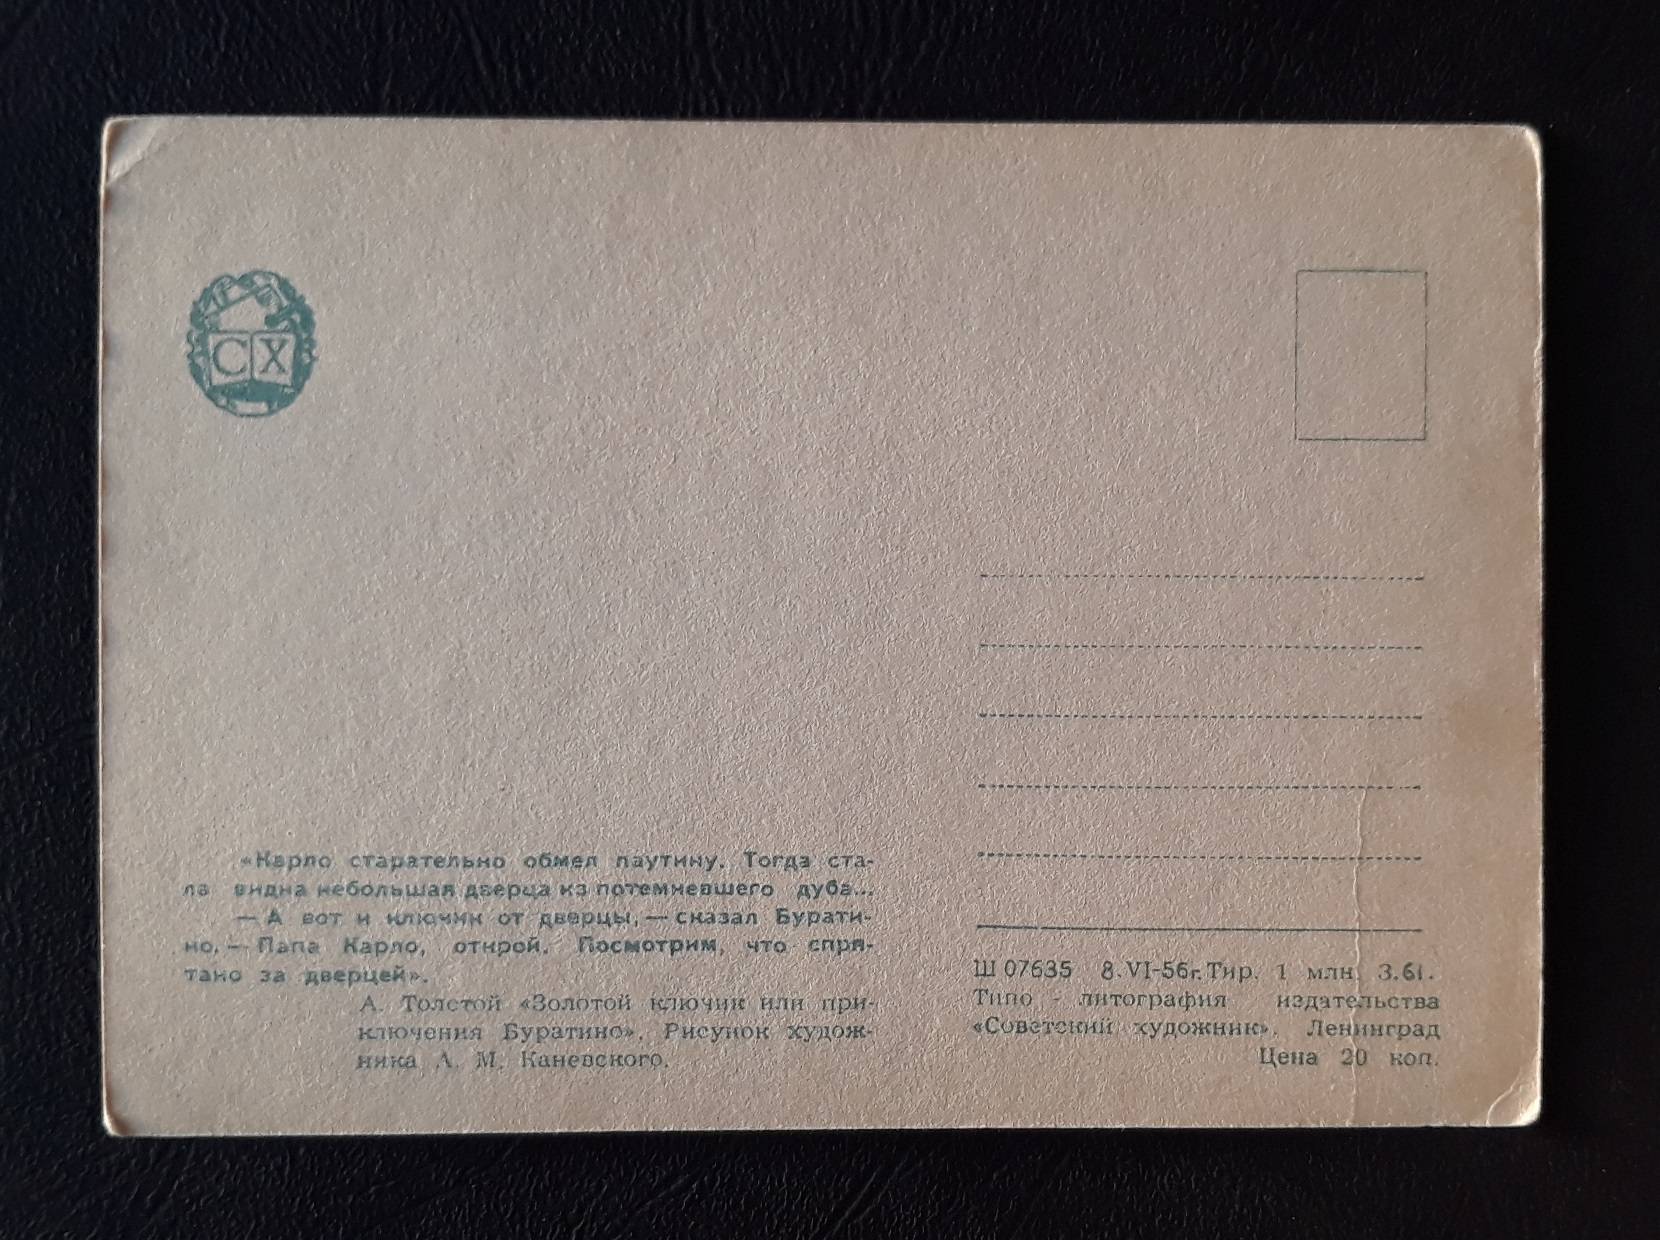 СХ
«Карло старательно обмел паутину. Тогда ста-
ла видна небольшая дверца из потемневшего дуба...
— А вот и ключик от дверцы, — сказал Бурати-
но. — Папа Карло, открой. Посмотрим, что спря-
тано за дверцей».
А. Толстой «Золотой ключик или при-
ключения Буратино». Рисунок худож-
ника А. М. Каневского.
Ш 07635 8.VI-56г. Тир. 1 млн. З.61.
Типо - литография издательства
«Советский художник». Ленинград
Цена 20 коп.